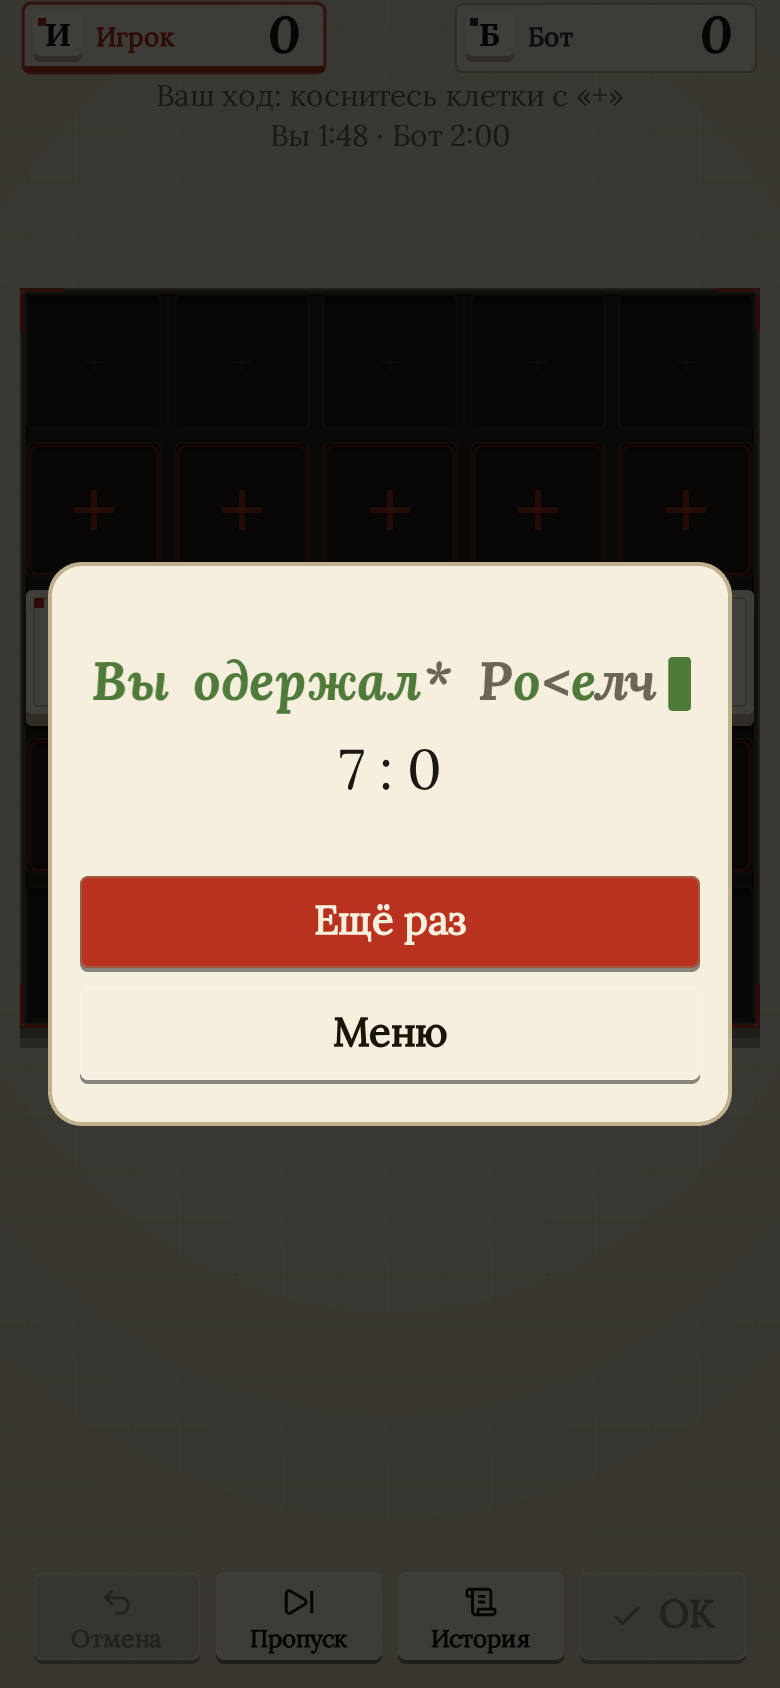 И Игрок 0 Б Бот 0
Ваш ход: коснитесь клетки с «+»
Вы 1:48 · Бот 2:00
Вы одержал* Ро<елч
7 : 0
Ещё раз
Меню
Отмена Пропуск История OK